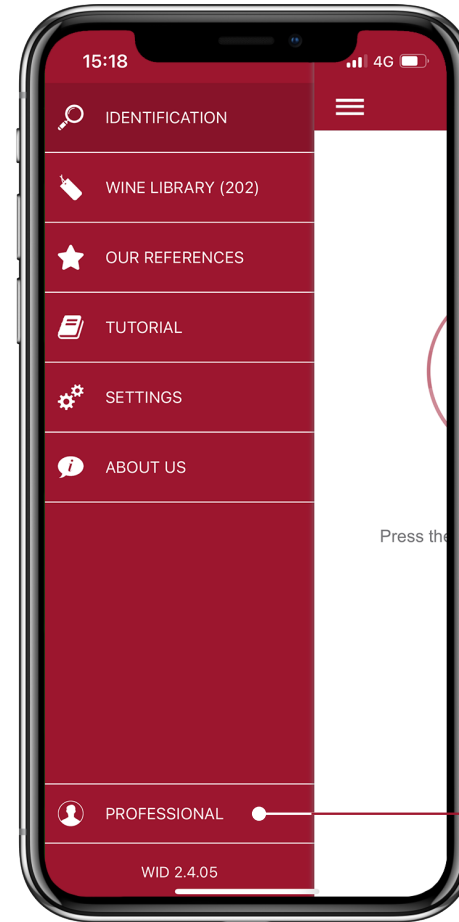 15:18
4G
IDENTIFICATION
WINE LIBRARY (202)
OUR REFERENCES
TUTORIAL
SETTINGS
i ABOUT US
Press the
PROFESSIONAL
WID 2.4.05